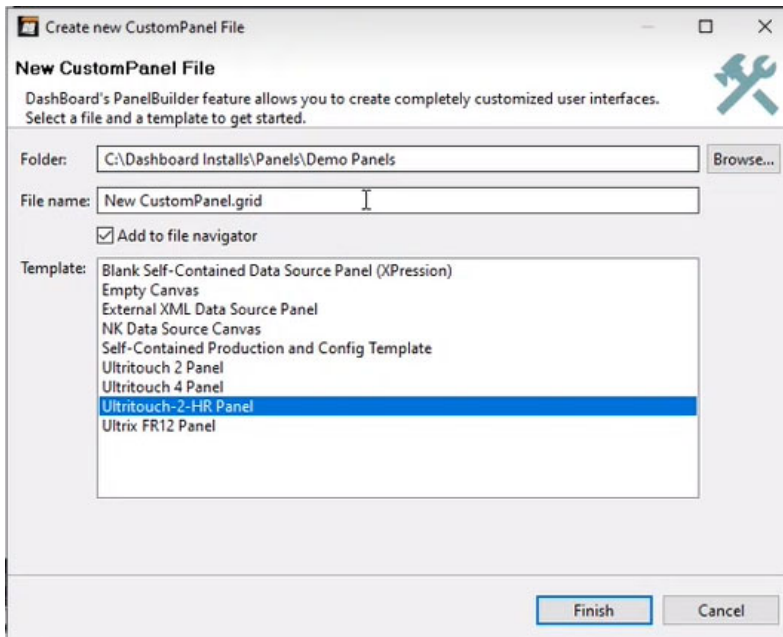 Create new CustomPanel File
New CustomPanel File
DashBoard's PanelBuilder feature allows you to create completely customized user interfaces.
Select a file and a template to get started.
Folder: C:\Dashboard Installs\Panels\Demo Panels Browse...
File name: New CustomPanel.grid
Add to file navigator
Template: Blank Self-Contained Data Source Panel (XPression)
Empty Canvas
External XML Data Source Panel
NK Data Source Canvas
Self-Contained Production and Config Template
Ultritouch 2 Panel
Ultritouch 4 Panel
Ultritouch-2-HR Panel
Ultrix FR12 Panel
Finish Cancel